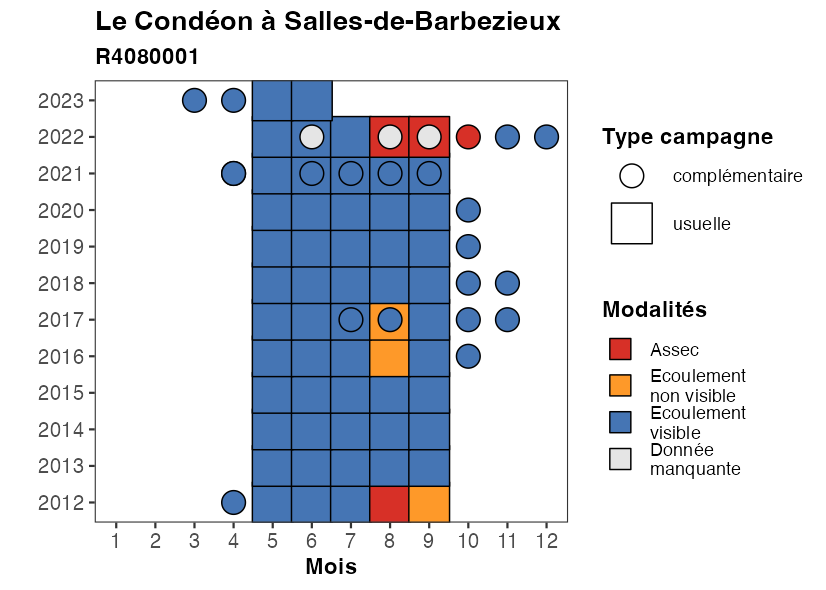 Le Condéon à Salles-de-Barbezieux
R4080001
2023
2022
2021
2020
2019
2018
2017
2016
2015
2014
2013
2012
1 2 3 4 5 6 7 8 9 10 11 12
Mois
Type campagne
complémentaire
usuelle
Modalités
Assec
Ecoulement
non visible
Ecoulement
visible
Donnée
manquante